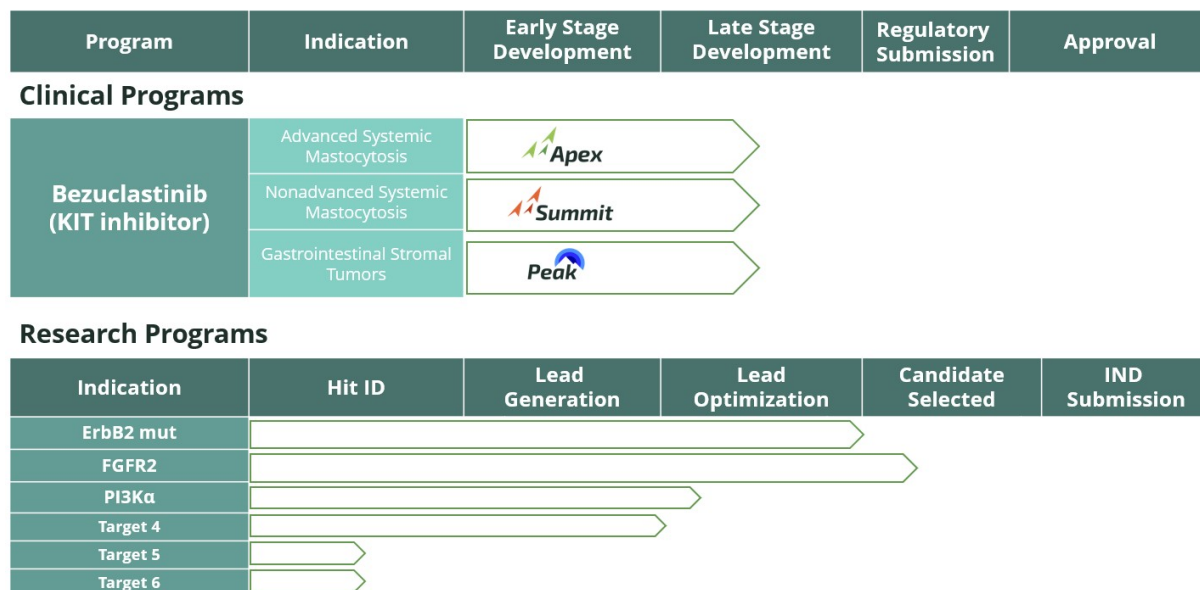 Program
Indication
Early Stage
Development
Late Stage
Development
Regulatory
Submission
Approval
Clinical Programs
Bezuclastinib
(KIT inhibitor)
Advanced Systemic
Mastocytosis
Apex
Nonadvanced Systemic
Mastocytosis
Summit
Gastrointestinal Stromal
Tumors
Peak
Research Programs
Indication
Hit ID
Lead
Generation
Lead
Optimization
Candidate
Selected
IND
Submission
ErbB2 mut
FGFR2
PI3Kα
Target 4
Target 5
Target 6